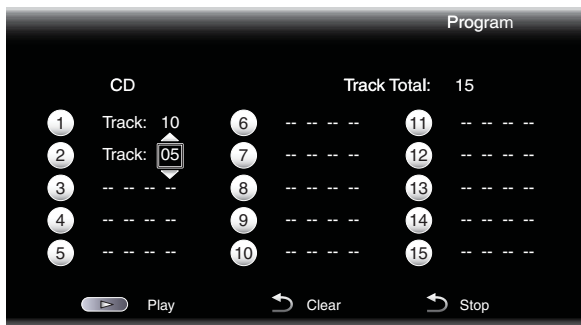 Program
CD Track Total: 15
1 Track: 10 6 -- -- -- -- 11 -- -- -- --
2 Track: 05 7 -- -- -- -- 12 -- -- -- --
3 -- -- -- -- 8 -- -- -- -- 13 -- -- -- --
4 -- -- -- -- 9 -- -- -- -- 14 -- -- -- --
5 -- -- -- -- 10 -- -- -- -- 15 -- -- -- --
Play Clear Stop